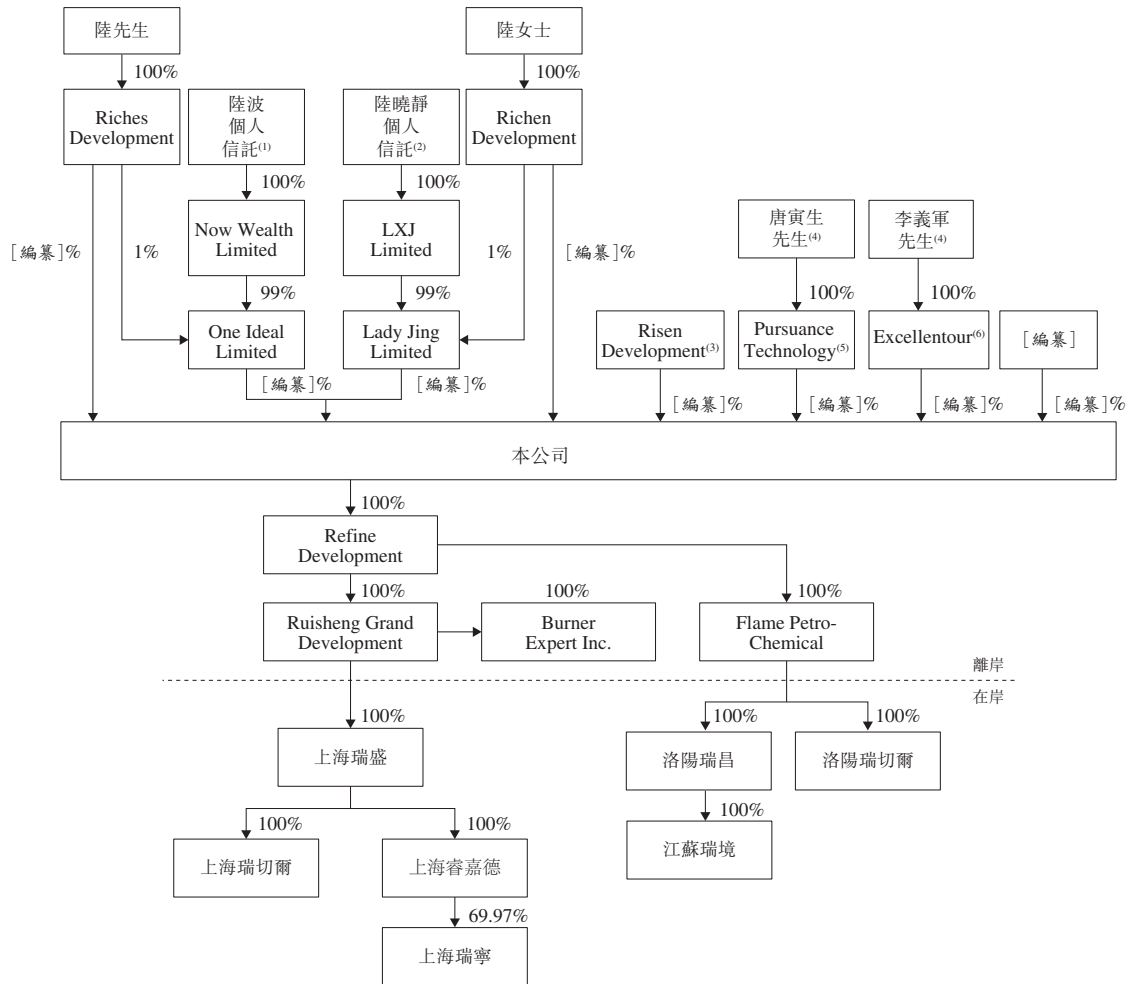 陸先生
陸女士
100%
100%
Riches
Development
陸波
個人
信託(1)
陸曉靜
個人
信託(2)
Richen
Development
100%
100%
唐寅生
先生(4)
李義軍
先生(4)
[編纂]%
1%
Now Wealth
Limited
LXJ
Limited
1%
[編纂]%
99%
99%
100%
100%
One Ideal
Limited
Lady Jing
Limited
Risen
Development(3)
Pursuance
Technology(5)
Excellentour(6)
[編纂]
[編纂]%
[編纂]%
[編纂]%
[編纂]%
[編纂]%
[編纂]%
本公司
100%
Refine
Development
100%
100%
100%
Ruisheng Grand
Development
Burner
Expert Inc.
Flame Petro-
Chemical
離岸
在岸
100%
100%
100%
上海瑞盛
洛陽瑞昌
洛陽瑞切爾
100%
100%
100%
上海瑞切爾
上海睿嘉德
江蘇瑞境
69.97%
上海瑞寧